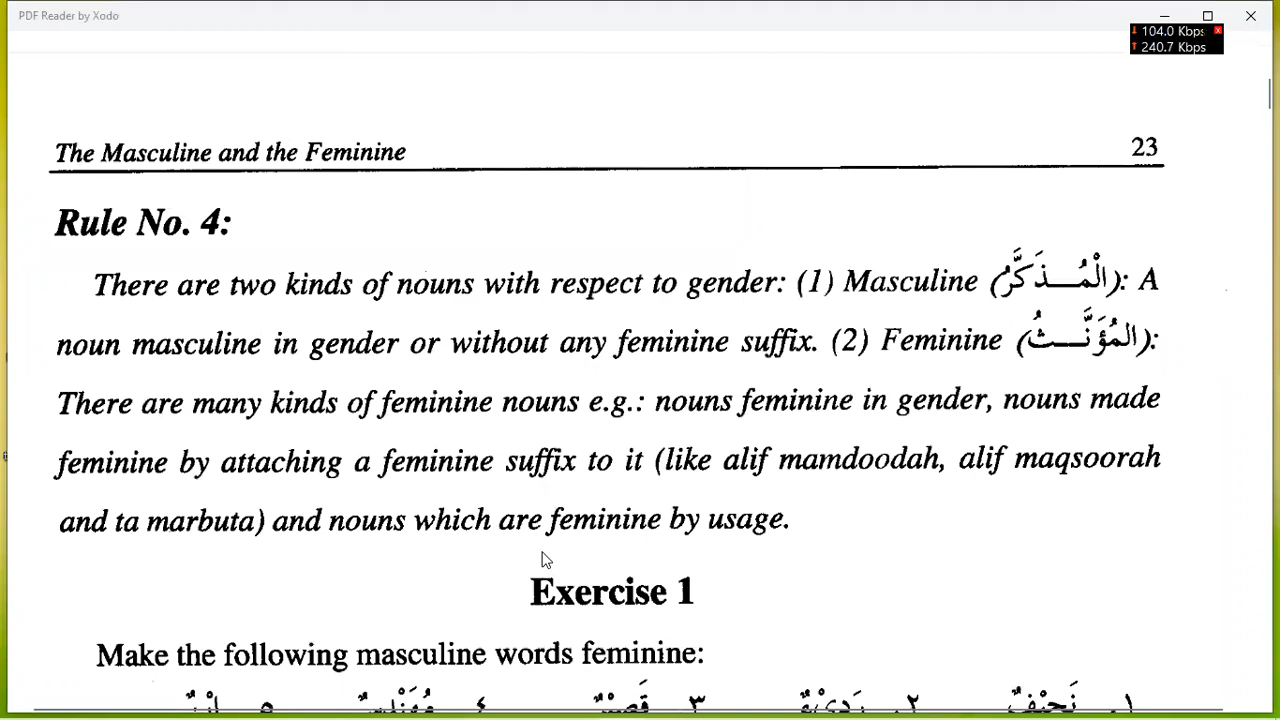 PDF Reader by Xodo
104.0 Kbps
240.7 Kbps
The Masculine and the Feminine 23
Rule No. 4:
There are two kinds of nouns with respect to gender: (1) Masculine (الْمُـــذَكَّرُ): A
noun masculine in gender or without any feminine suffix. (2) Feminine (المُؤَنَّـــثُ):
There are many kinds of feminine nouns e.g.: nouns feminine in gender, nouns made
feminine by attaching a feminine suffix to it (like alif mamdoodah, alif maqsoorah
and ta marbuta) and nouns which are feminine by usage.
Exercise 1
Make the following masculine words feminine: